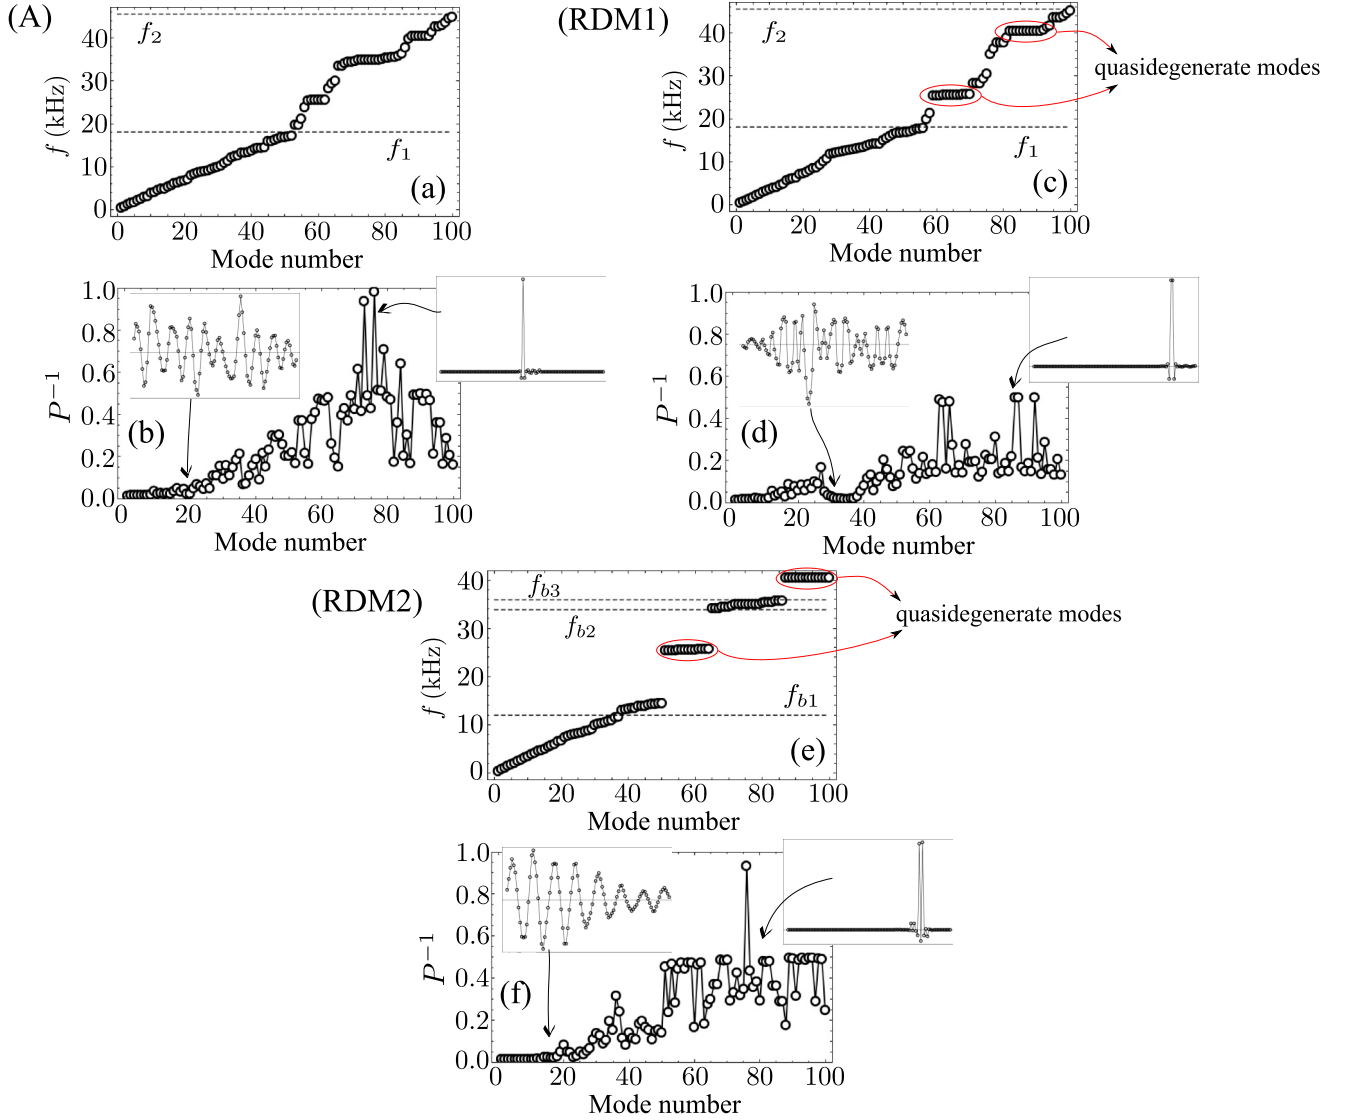 (A)
f2
f1
f (kHz)
40
30
20
10
0
(a)
0 20 40 60 80 100
Mode number
(RDM1)
f2
f1
f (kHz)
40
30
20
10
0
(c)
quasidegenerate modes
0 20 40 60 80 100
Mode number
P−1
1.0
0.8
0.6
0.4
0.2
0.0
(b)
0 20 40 60 80 100
Mode number
P−1
1.0
0.8
0.6
0.4
0.2
0.0
(d)
0 20 40 60 80 100
Mode number
(RDM2)
fb3
fb2
fb1
f (kHz)
40
30
20
10
0
(e)
quasidegenerate modes
0 20 40 60 80 100
Mode number
P−1
1.0
0.8
0.6
0.4
0.2
0.0
(f)
0 20 40 60 80 100
Mode number